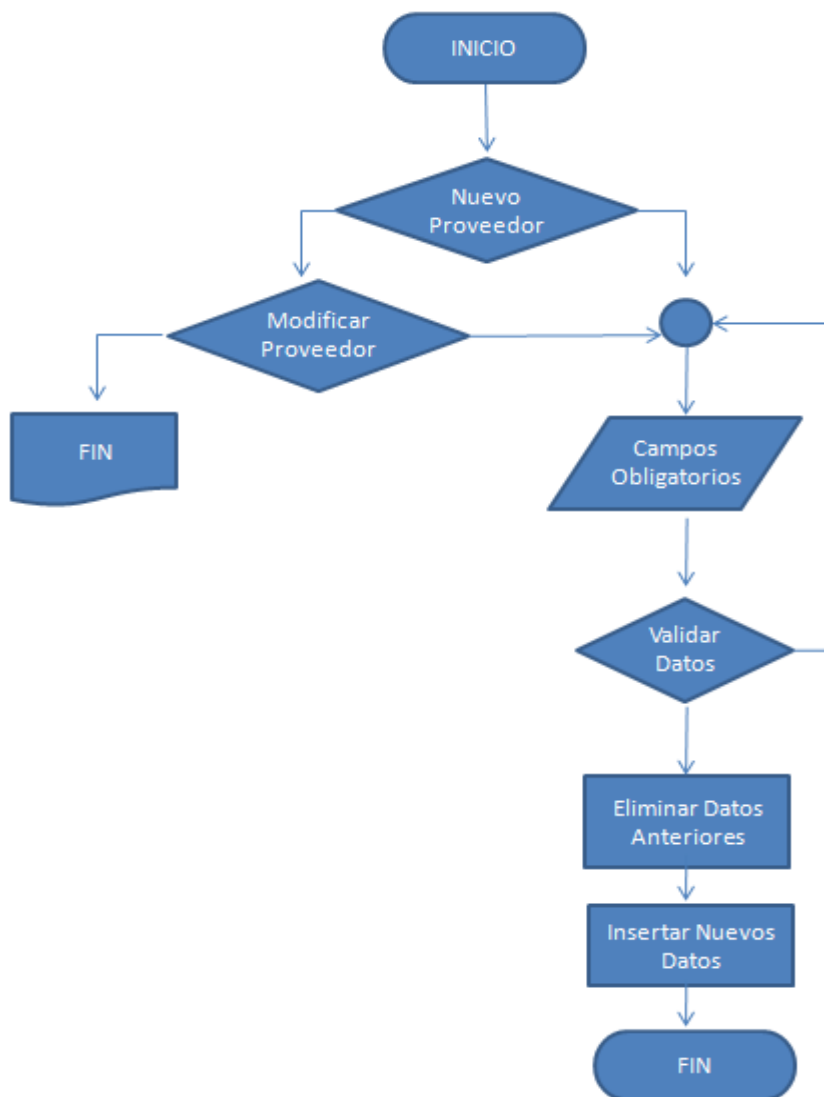 INICIO
Nuevo
Proveedor
Modificar
Proveedor
FIN
Campos
Obligatorios
Validar
Datos
Eliminar Datos
Anteriores
Insertar Nuevos
Datos
FIN